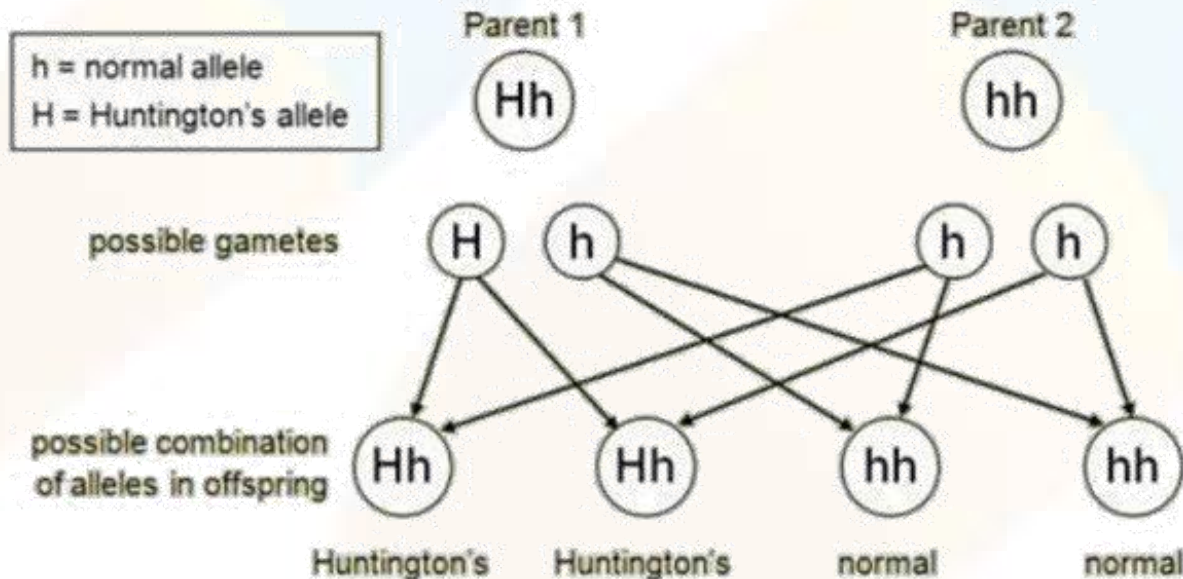 Parent 1
Parent 2
h = normal allele
H = Huntington's allele
Hh
hh
possible gametes
H
h
h
h
possible combination
of alleles in offspring
Hh
Hh
hh
hh
Huntington's
Huntington's
normal
normal